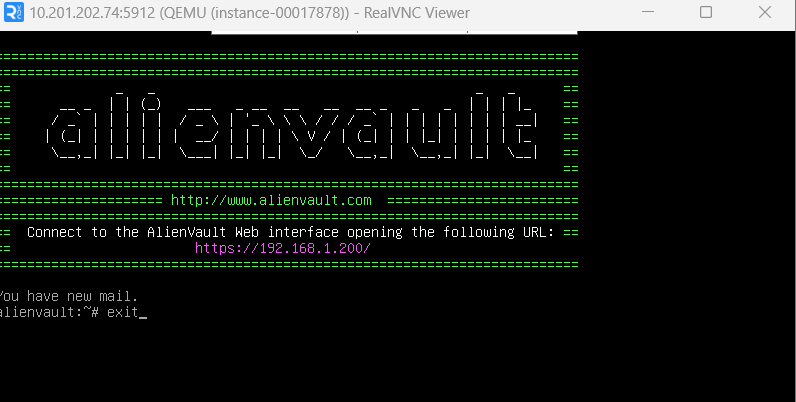 10.201.202.74:5912 (QEMU (instance-00017878)) - RealVNC Viewer
alienvault
http://www.alienvault.com
Connect to the AlienVault Web interface opening the following URL:
https://192.168.1.200/
You have new mail.
alienvault:~# exit_